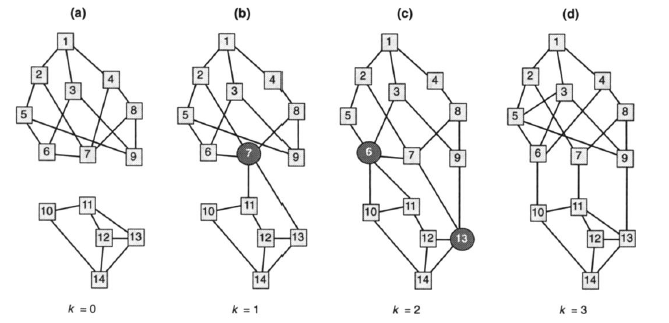 (a) (b) (c) (d)
1 1 1 1
2 4 2 4 2 4 2 4
3 3 3 3
5 8 5 8 5 8 5 8
6 7 9 6 7 9 6 7 9 6 7 9
10 11 10 11 10 11 10 11
12 13 12 13 12 13 12 13
14 14 14 14
k = 0 k = 1 k = 2 k = 3